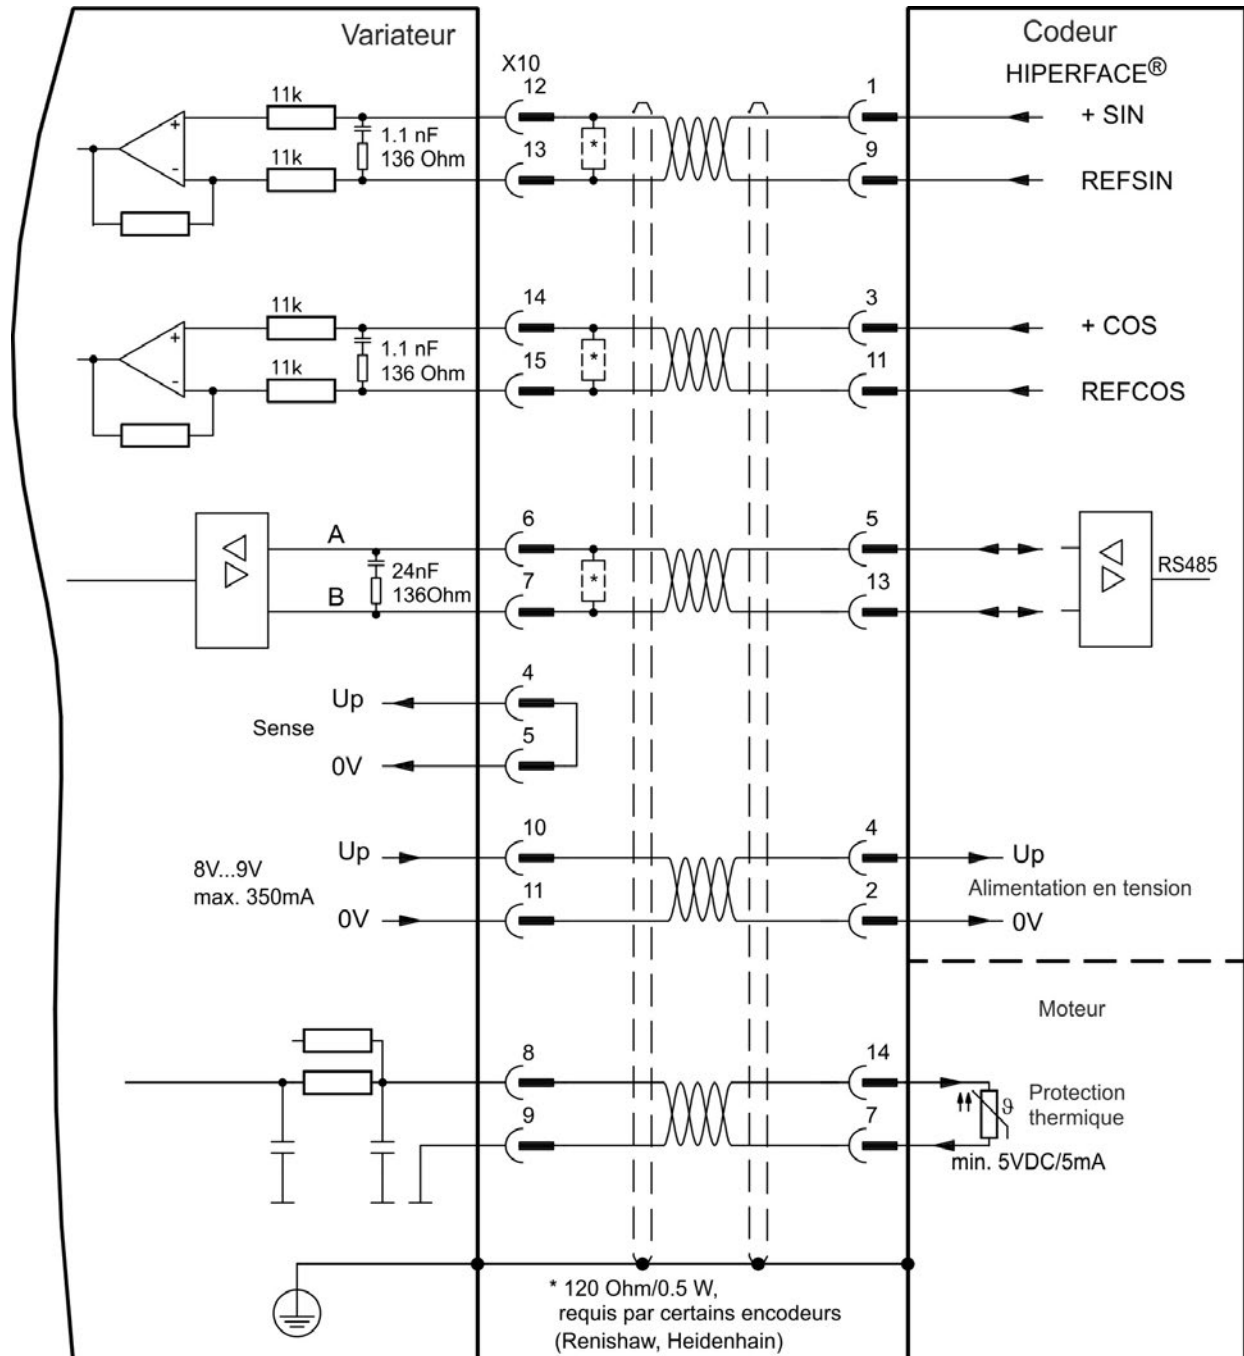 Variateur
Codeur
X10
HIPERFACE®
12
1
11k
+
-
1.1 nF
136 Ohm
*
+ SIN
11k
13
9
REFSIN
14
3
11k
+
-
1.1 nF
136 Ohm
*
+ COS
11k
15
11
REFCOS
6
5
A
24nF
136Ohm
*
RS485
B
7
13
4
Up
Sense
5
0V
10
4
Up
Up
8V...9V
max. 350mA
Alimentation en tension
11
2
0V
0V
Moteur
8
14
ϑ
Protection
thermique
9
7
min. 5VDC/5mA
* 120 Ohm/0.5 W,
requis par certains encodeurs
(Renishaw, Heidenhain)